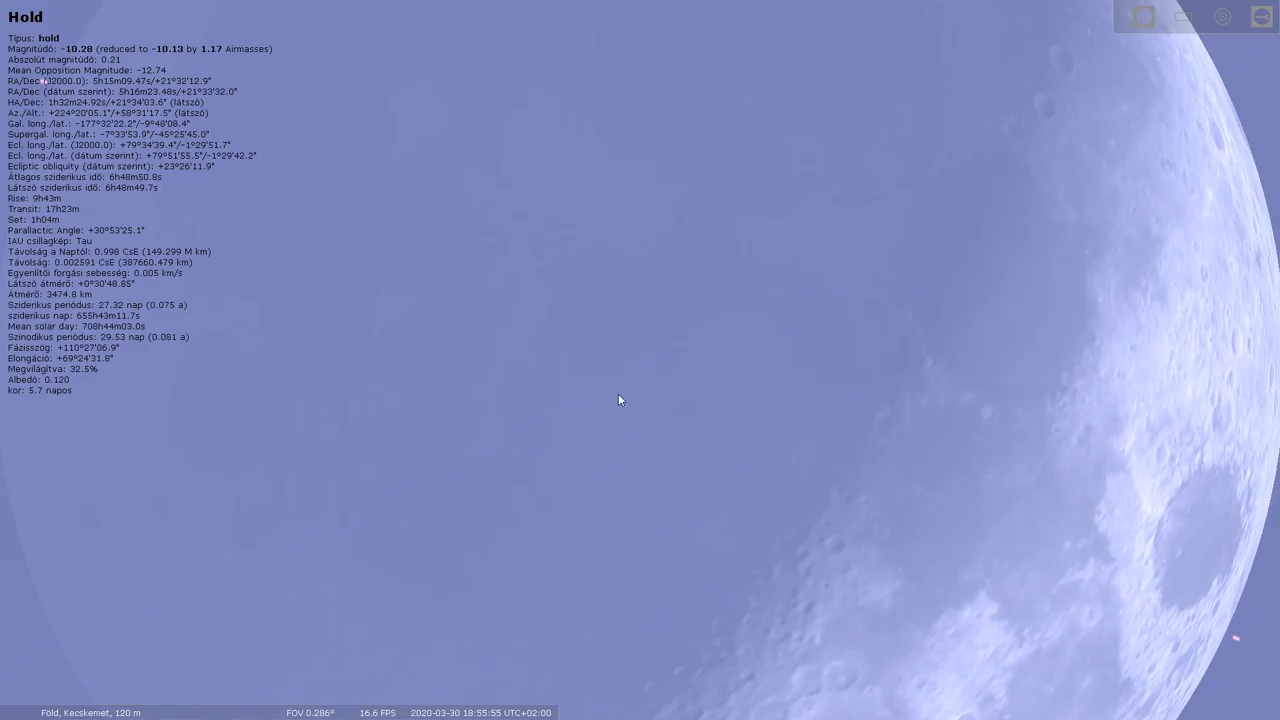 Hold
Típus: hold
Magnitúdó: -10.28 (reduced to -10.13 by 1.17 Airmasses)
Abszolút magnitúdó: 0.21
Mean Opposition Magnitude: -12.74
RA/Dec (J2000.0): 5h15m09.47s/+21°32'12.9"
RA/Dec (dátum szerint): 5h16m23.48s/+21°33'32.0"
HA/Dec: 1h32m24.92s/+21°34'03.6" (látszó)
Az./Alt.: +224°20'05.1"/+58°31'17.5" (látszó)
Gal. long./lat.: -177°32'22.2"/-9°48'08.4"
Supergal. long./lat.: -7°33'53.9"/-45°25'45.0"
Ecl. long./lat. (J2000.0): +79°34'39.4"/-1°29'51.7"
Ecl. long./lat. (dátum szerint): +79°51'55.5"/-1°29'42.2"
Ecliptic obliquity (dátum szerint): +23°26'11.9"
Átlagos sziderikus idő: 6h48m50.8s
Látszó sziderikus idő: 6h48m49.7s
Rise: 9h43m
Transit: 17h23m
Set: 1h04m
Parallactic Angle: +30°53'25.1"
IAU csillagkép: Tau
Távolság a Naptól: 0.998 CsE (149.299 M km)
Távolság: 0.002591 CsE (387660.479 km)
Egyenlítői forgási sebesség: 0.005 km/s
Látszó átmérő: +0°30'48.85"
Átmérő: 3474.8 km
Sziderikus periódus: 27.32 nap (0.075 a)
sziderikus nap: 655h43m11.7s
Mean solar day: 708h44m03.0s
Szinodikus periódus: 29.53 nap (0.081 a)
Fázisszög: +110°27'06.9"
Elongáció: +69°24'31.8"
Megvilágítva: 32.5%
Albedó: 0.120
kor: 5.7 napos
Föld, Kecskemet, 120 m FOV 0.286° 16.6 FPS 2020-03-30 18:55:55 UTC+02:00